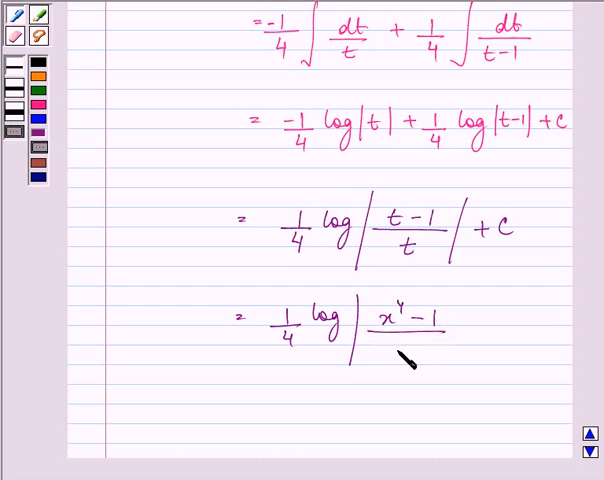 = -1/4 ∫ dt/t + 1/4 ∫ dt/t-1
= -1/4 log|t| + 1/4 log|t-1| + c
= 1/4 log| t-1/t | + c
= 1/4 log| x⁴-1/